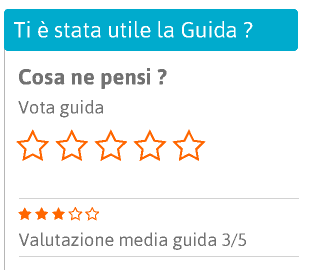 Ti è stata utile la Guida ?
Cosa ne pensi ?
Vota guida
Valutazione media guida 3/5